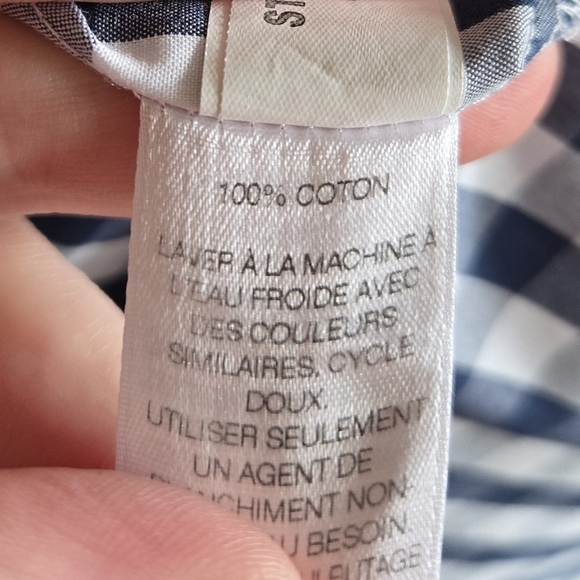 ST
100% COTON
LAVER À LA MACHINE À
L'EAU FROIDE AVEC
DES COULEURS
SIMILAIRES, CYCLE
DOUX.
UTILISER SEULEMENT
UN AGENT DE
BLANCHIMENT NON-
AU BESOIN.